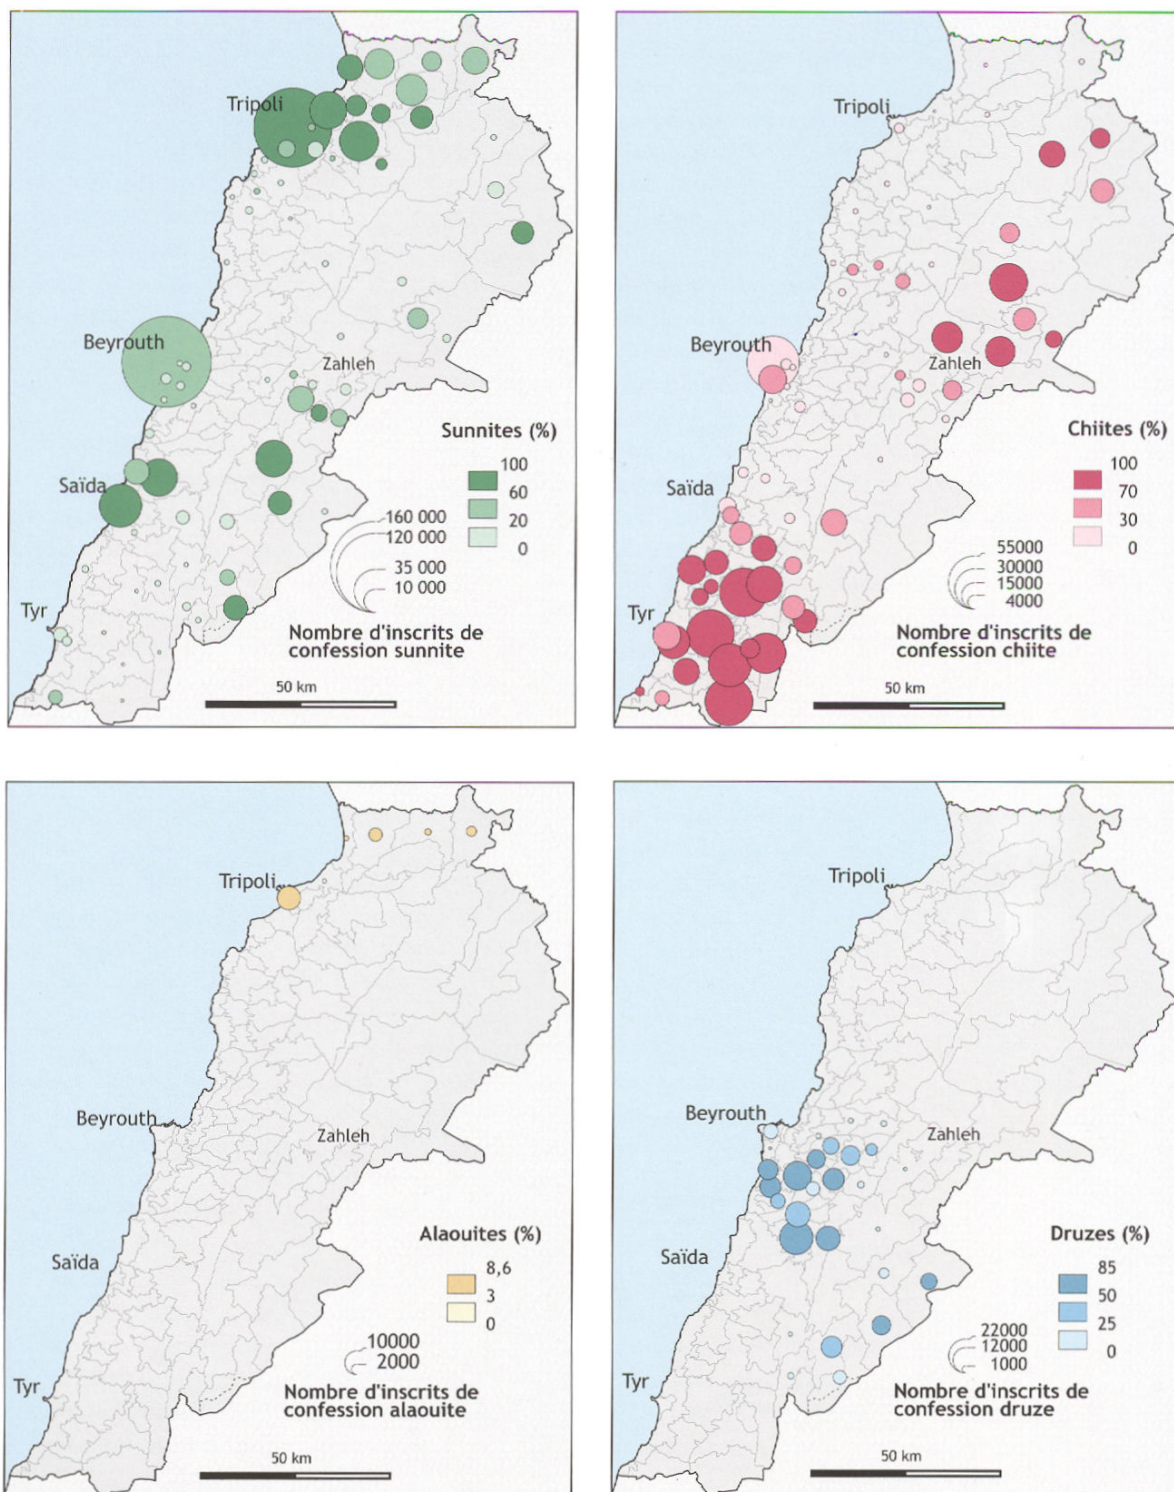 Tripoli
Beyrouth
Zahleh
Sunnites (%)
100
60
20
0
Saïda
160 000
120 000
35 000
10 000
Tyr
Nombre d'inscrits de
confession sunnite
50 km
Tripoli
Beyrouth
Zahleh
Chiites (%)
100
70
30
0
Saïda
55000
30000
15000
4000
Tyr
Nombre d'inscrits de
confession chiite
50 km
Tripoli
Beyrouth
Zahleh
Alaouites (%)
8,6
3
0
Saïda
10000
2000
Tyr
Nombre d'inscrits de
confession alaouite
50 km
Tripoli
Beyrouth
Zahleh
Druzes (%)
85
50
25
0
Saïda
22000
12000
1000
Tyr
Nombre d'inscrits de
confession druze
50 km